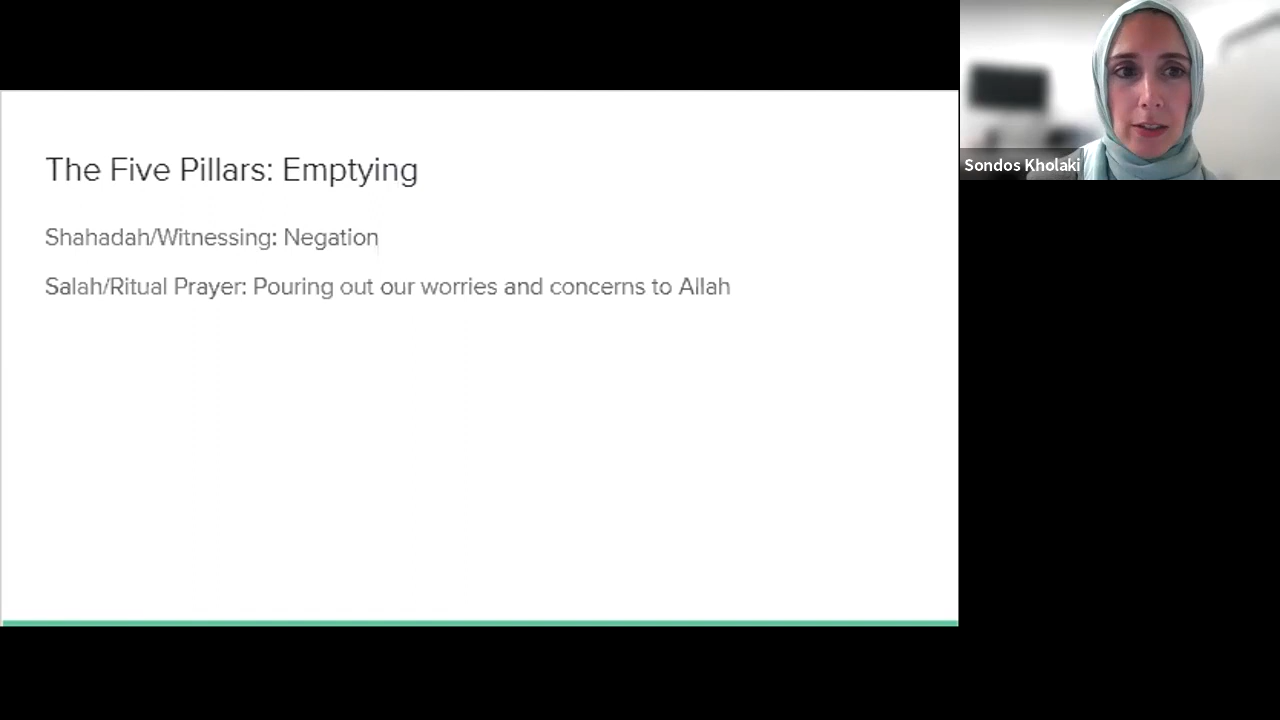 The Five Pillars: Emptying
Shahadah/Witnessing: Negation
Salah/Ritual Prayer: Pouring out our worries and concerns to Allah
Sondos Kholaki